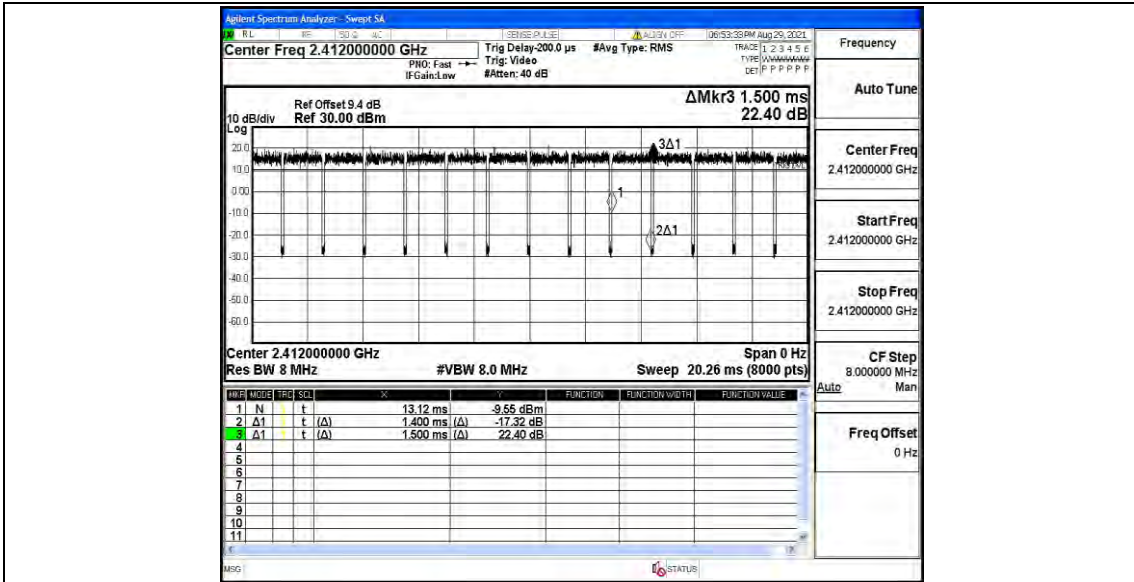 Agilent Spectrum Analyzer - Swept SA
RL RF 50 Ω AC SENSE:PULSE ALIGN OFF 06:53:33 PM Aug 29, 2021
Center Freq 2.412000000 GHz
PNO: Fast
IFGain:Low
Trig Delay-200.0 µs
Trig: Video
#Atten: 40 dB
#Avg Type: RMS
TRACE 1 2 3 4 5 6
TYPE
DET P P P P P P
ΔMkr3 1.500 ms
22.40 dB
Ref Offset 9.4 dB
10 dB/div Ref 30.00 dBm
Log
20.0
10.0
0.00
-10.0
-20.0
-30.0
-40.0
-50.0
-60.0
3Δ1
1
2Δ1
Center 2.412000000 GHz Span 0 Hz
Res BW 8 MHz #VBW 8.0 MHz Sweep 20.26 ms (8000 pts)
MKR MODE TRC SCL X Y FUNCTION FUNCTION WIDTH FUNCTION VALUE
1 N t 13.12 ms -9.55 dBm
2 Δ1 t (Δ) 1.400 ms (Δ) -17.32 dB
3 Δ1 t (Δ) 1.500 ms (Δ) 22.40 dB
4
5
6
7
8
9
10
11
MSG STATUS
Frequency
Auto Tune
Center Freq
2.412000000 GHz
Start Freq
2.412000000 GHz
Stop Freq
2.412000000 GHz
CF Step
8.000000 MHz
Auto Man
Freq Offset
0 Hz